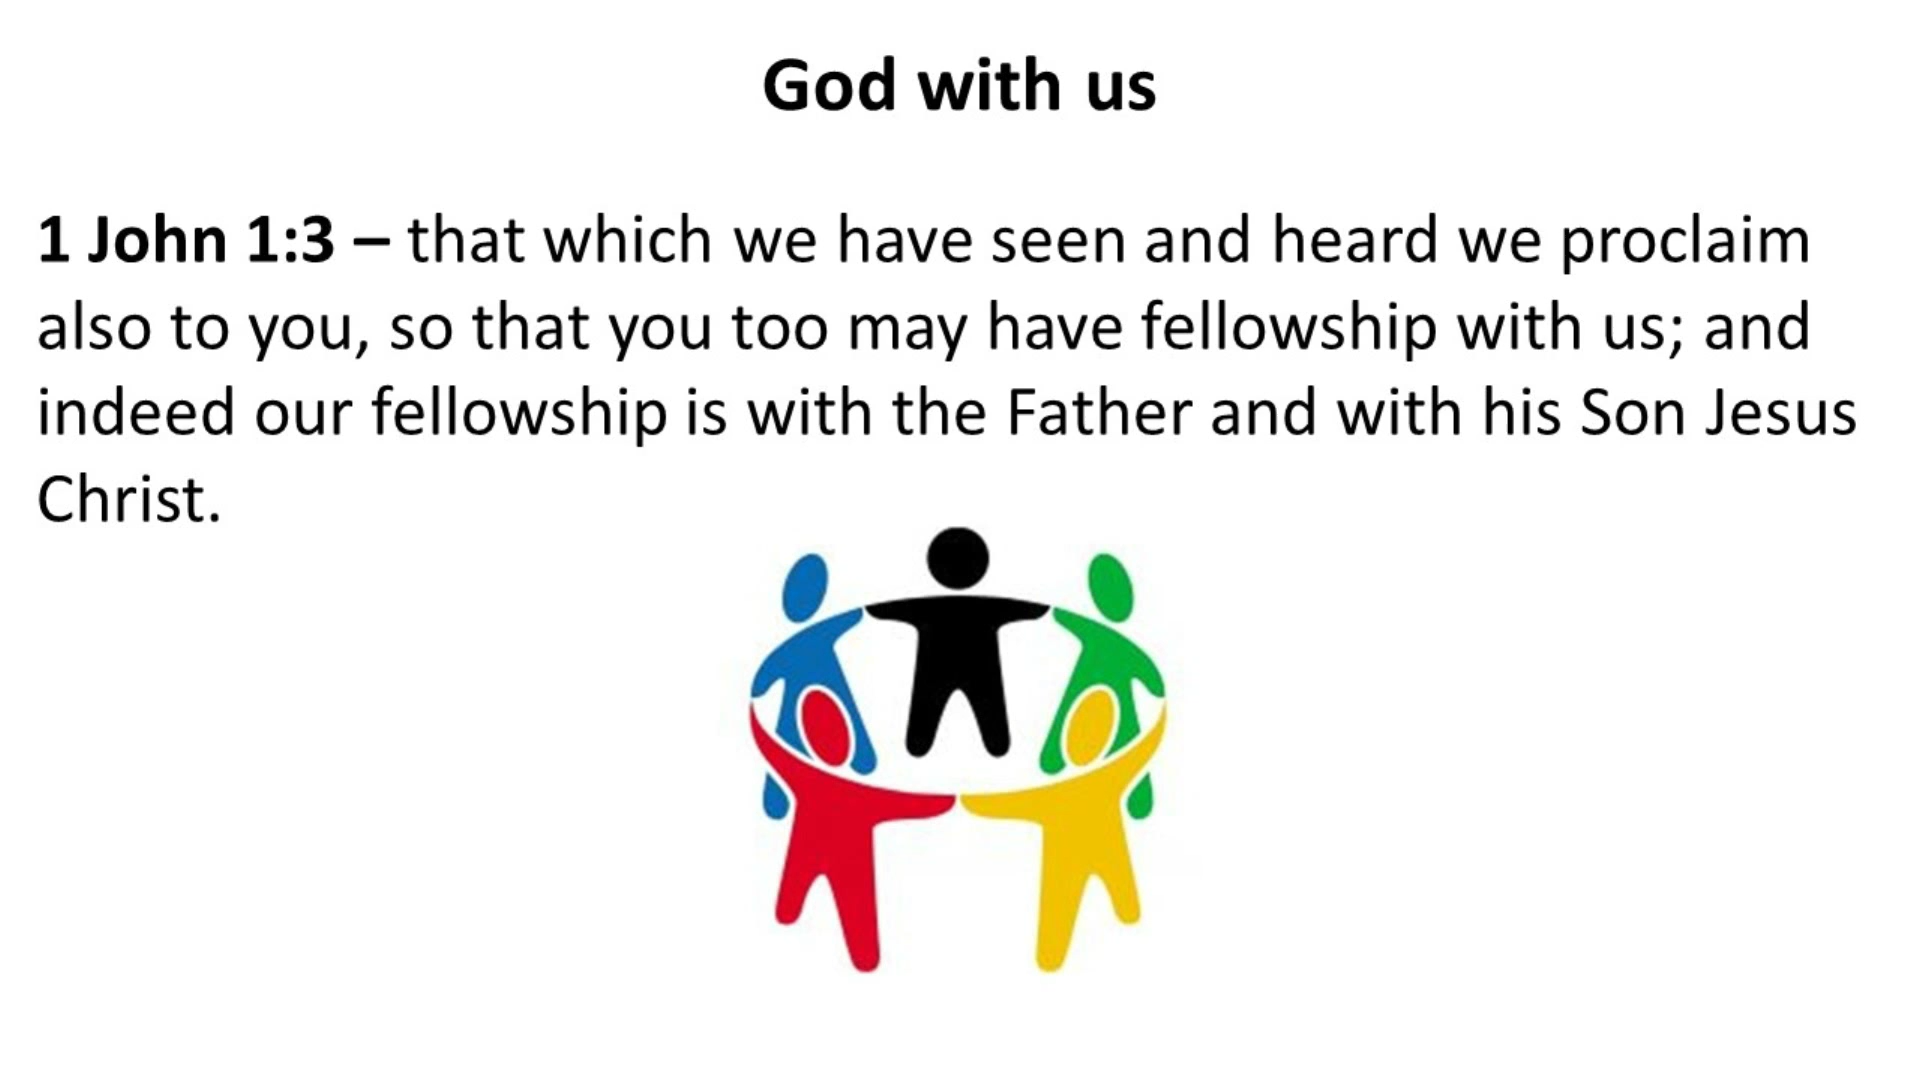 God with us
1 John 1:3 – that which we have seen and heard we proclaim
also to you, so that you too may have fellowship with us; and
indeed our fellowship is with the Father and with his Son Jesus
Christ.